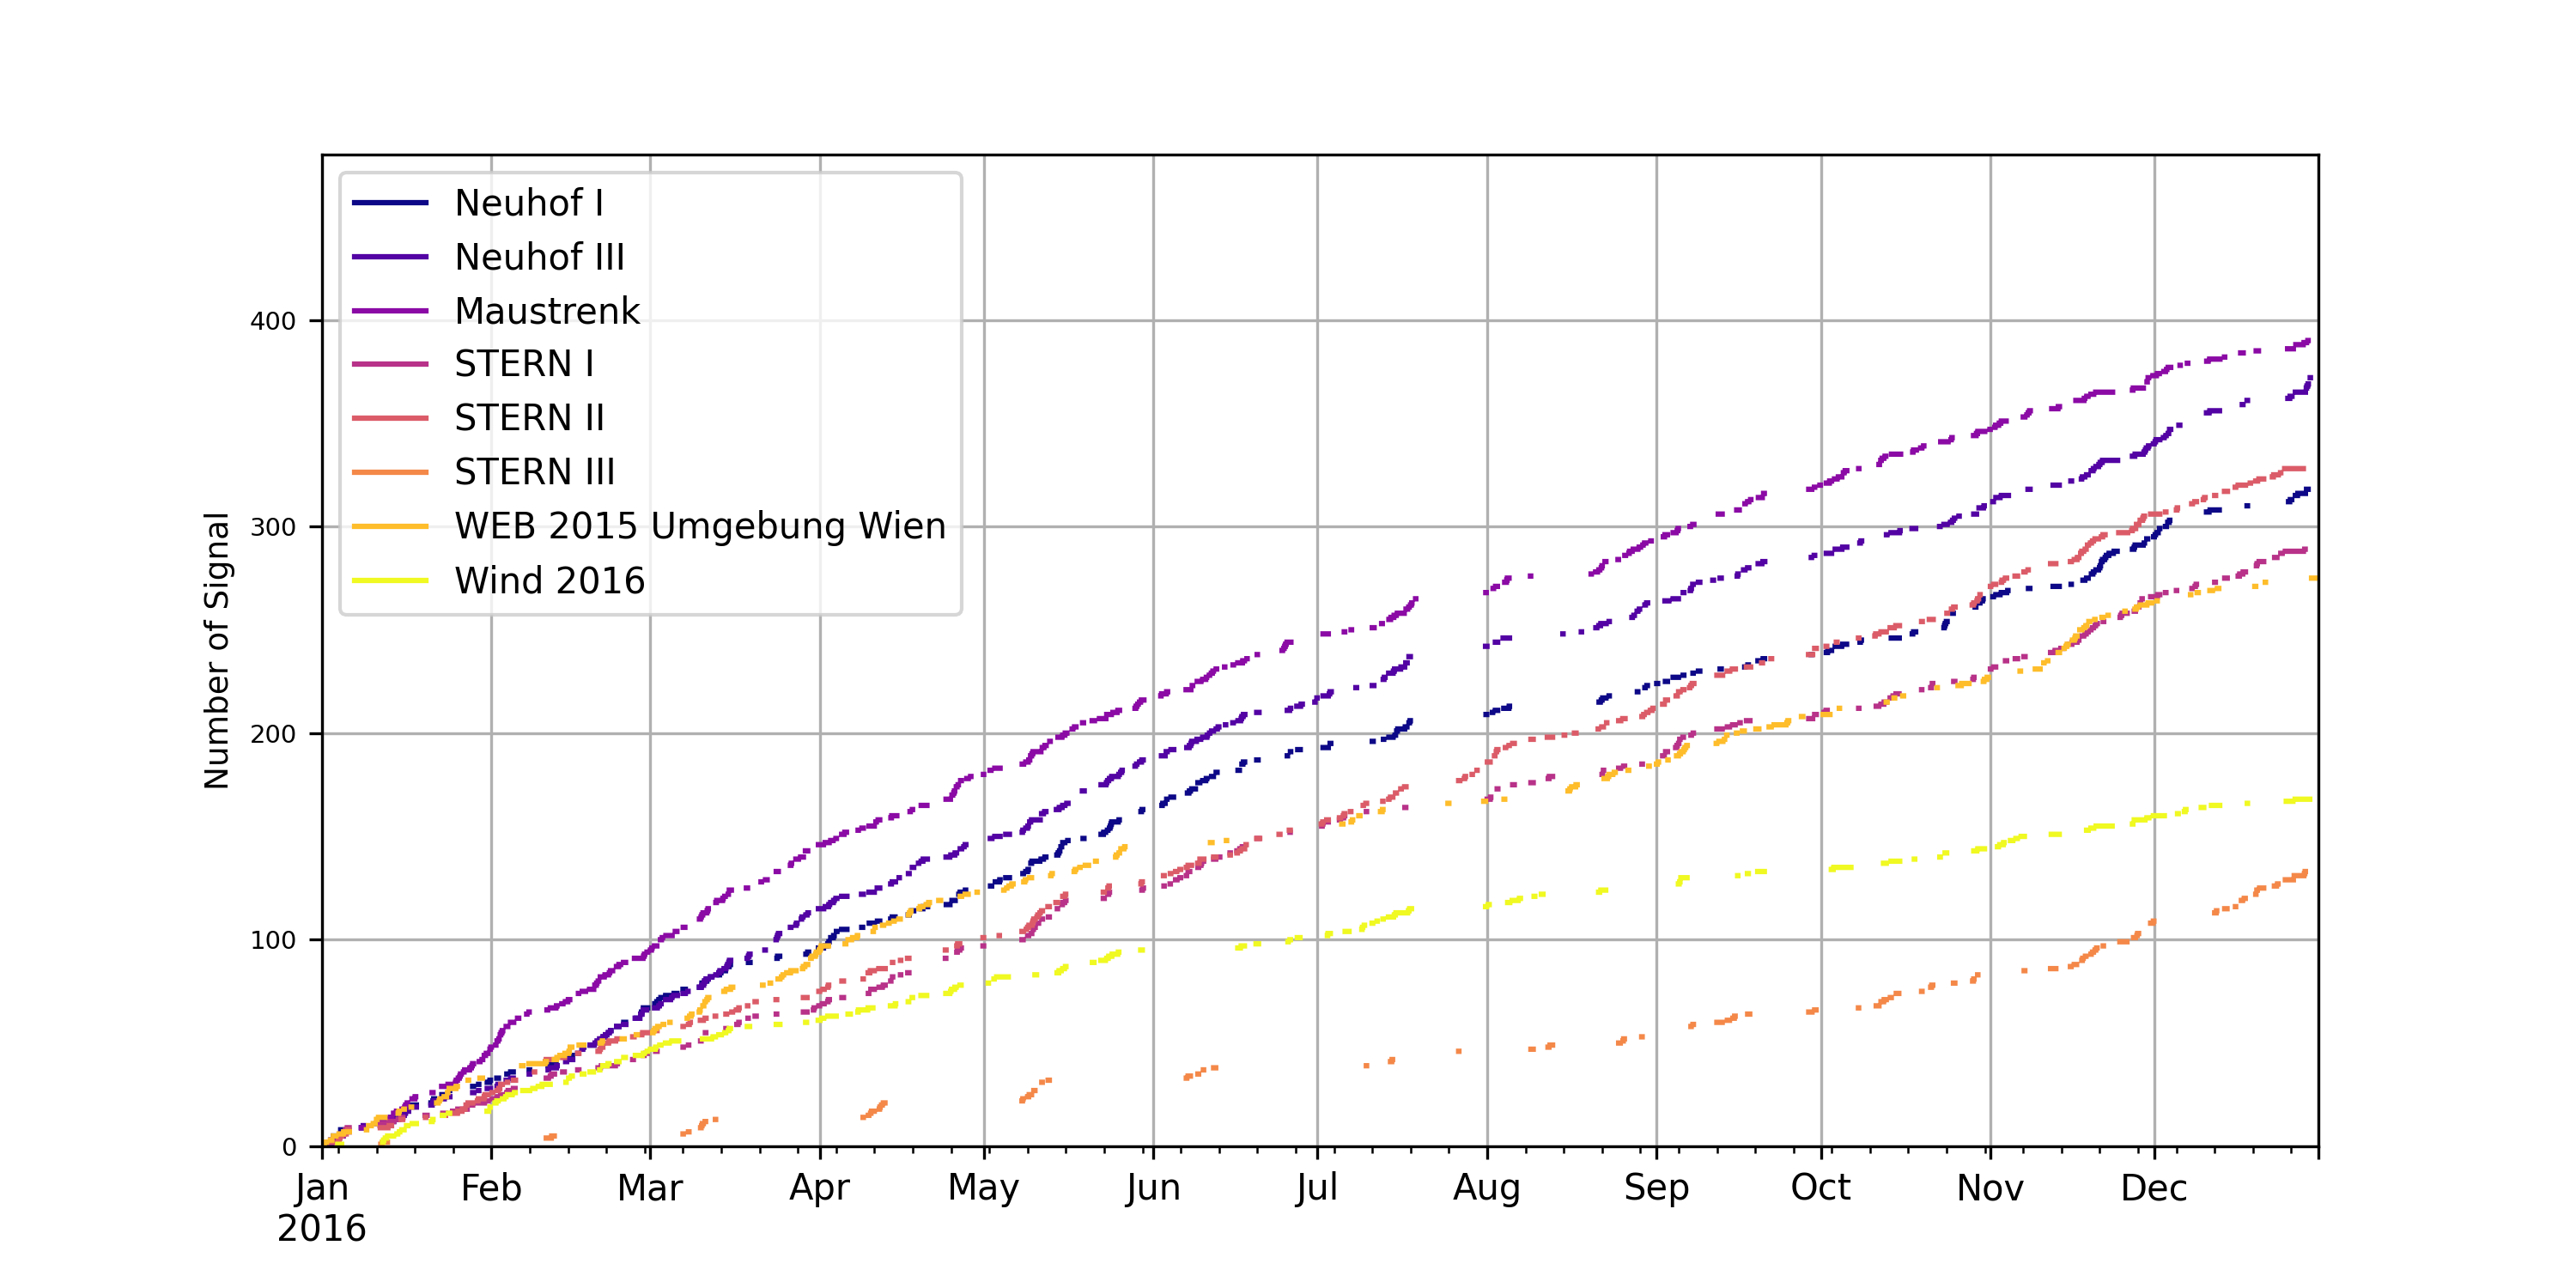 Neuhof I
Neuhof III
Maustrenk
STERN I
STERN II
STERN III
WEB 2015 Umgebung Wien
Wind 2016
Number of Signal
400
300
200
100
0
Jan Feb Mar Apr May Jun Jul Aug Sep Oct Nov Dec
2016